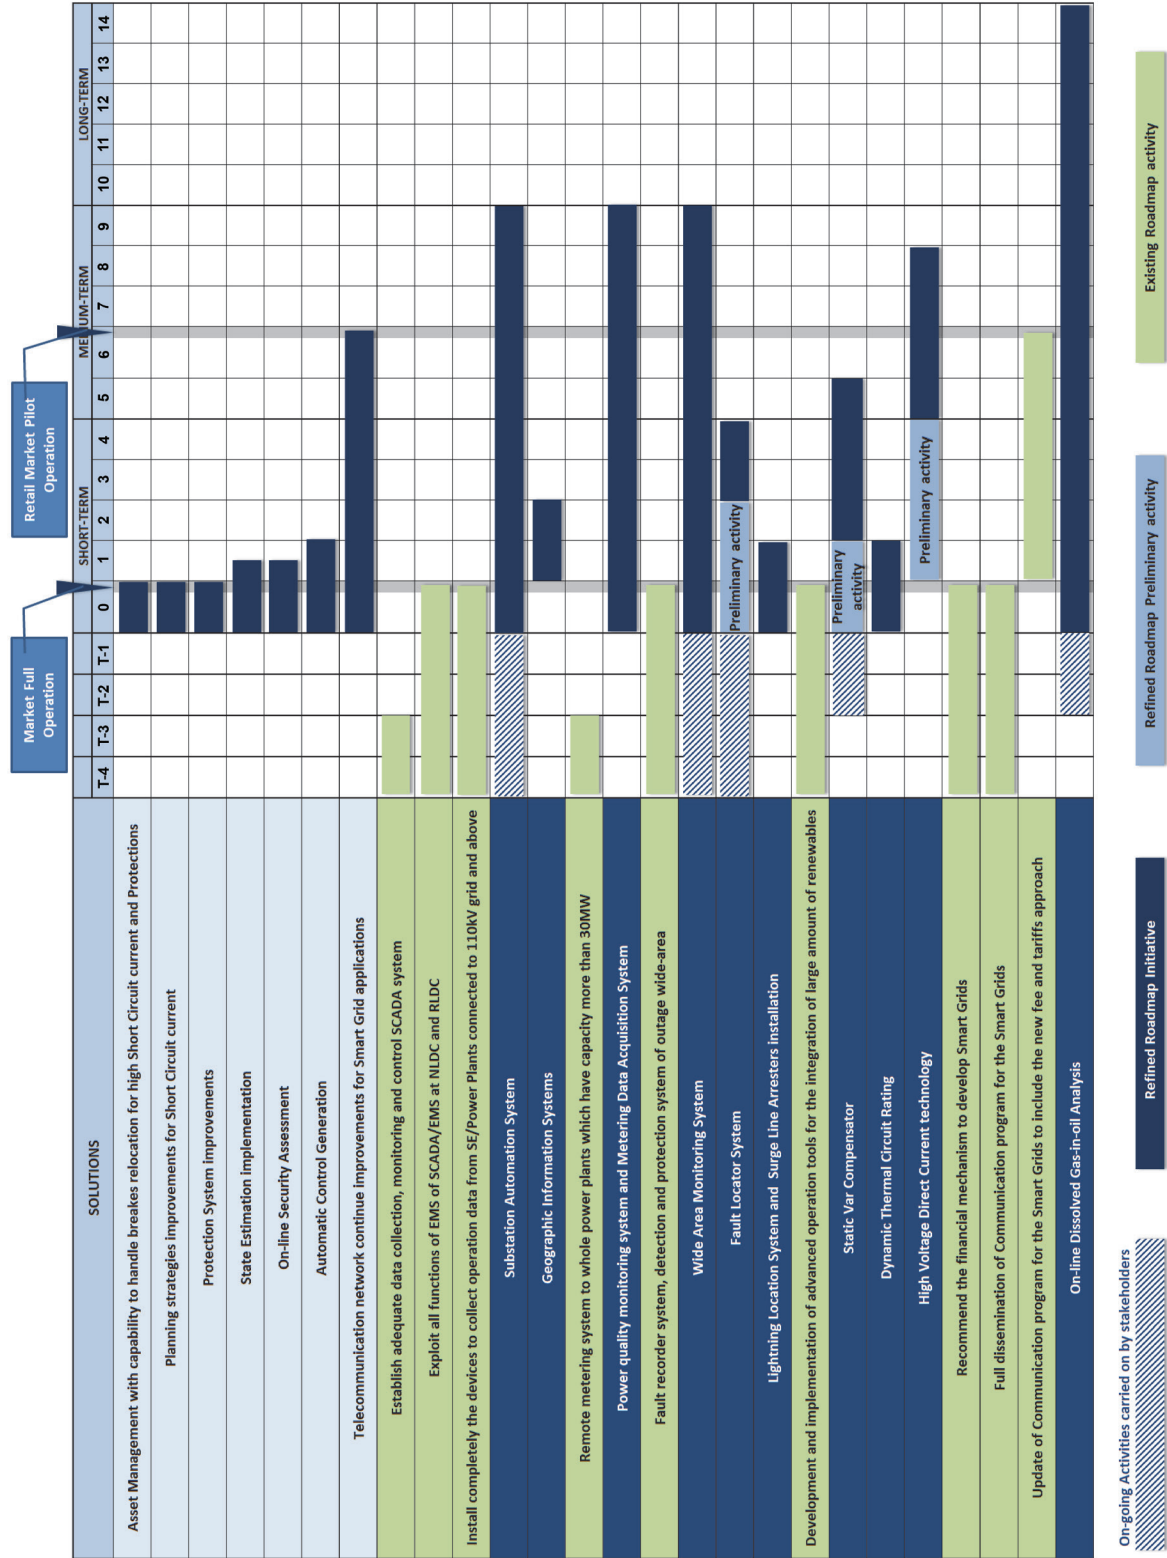 Market Full
Operation
Retail Market Pilot
Operation
SOLUTIONS
SHORT-TERM
MEDIUM-TERM
LONG-TERM
T-4 T-3 T-2 T-1 0 1 2 3 4 5 6 7 8 9 10 11 12 13 14
Asset Management with capability to handle breakes relocation for high Short Circuit current and Protections
Planning strategies improvements for Short Circuit current
Protection System improvements
State Estimation implementation
On-line Security Assessment
Automatic Control Generation
Telecommunication network continue improvements for Smart Grid applications
Establish adequate data collection, monitoring and control SCADA system
Exploit all functions of EMS of SCADA/EMS at NLDC and RLDC
Install completely the devices to collect operation data from SE/Power Plants connected to 110kV grid and above
Substation Automation System
Geographic Information Systems
Remote metering system to whole power plants which have capacity more than 30MW
Power quality monitoring system and Metering Data Acquisition System
Fault recorder system, detection and protection system of outage wide-area
Wide Area Monitoring System
Fault Locator System
Preliminary activity
Lightning Location System and Surge Line Arresters installation
Development and implementation of advanced operation tools for the integration of large amount of renewables
Static Var Compensator
Preliminary
activity
Dynamic Thermal Circuit Rating
High Voltage Direct Current technology
Preliminary activity
Recommend the financial mechanism to develop Smart Grids
Full dissemination of Communication program for the Smart Grids
Update of Communication program for the Smart Grids to include the new fee and tariffs approach
On-line Dissolved Gas-in-oil Analysis
On-going Activities carried on by stakeholders
Refined Roadmap Initiative
Refined Roadmap Preliminary activity
Existing Roadmap activity